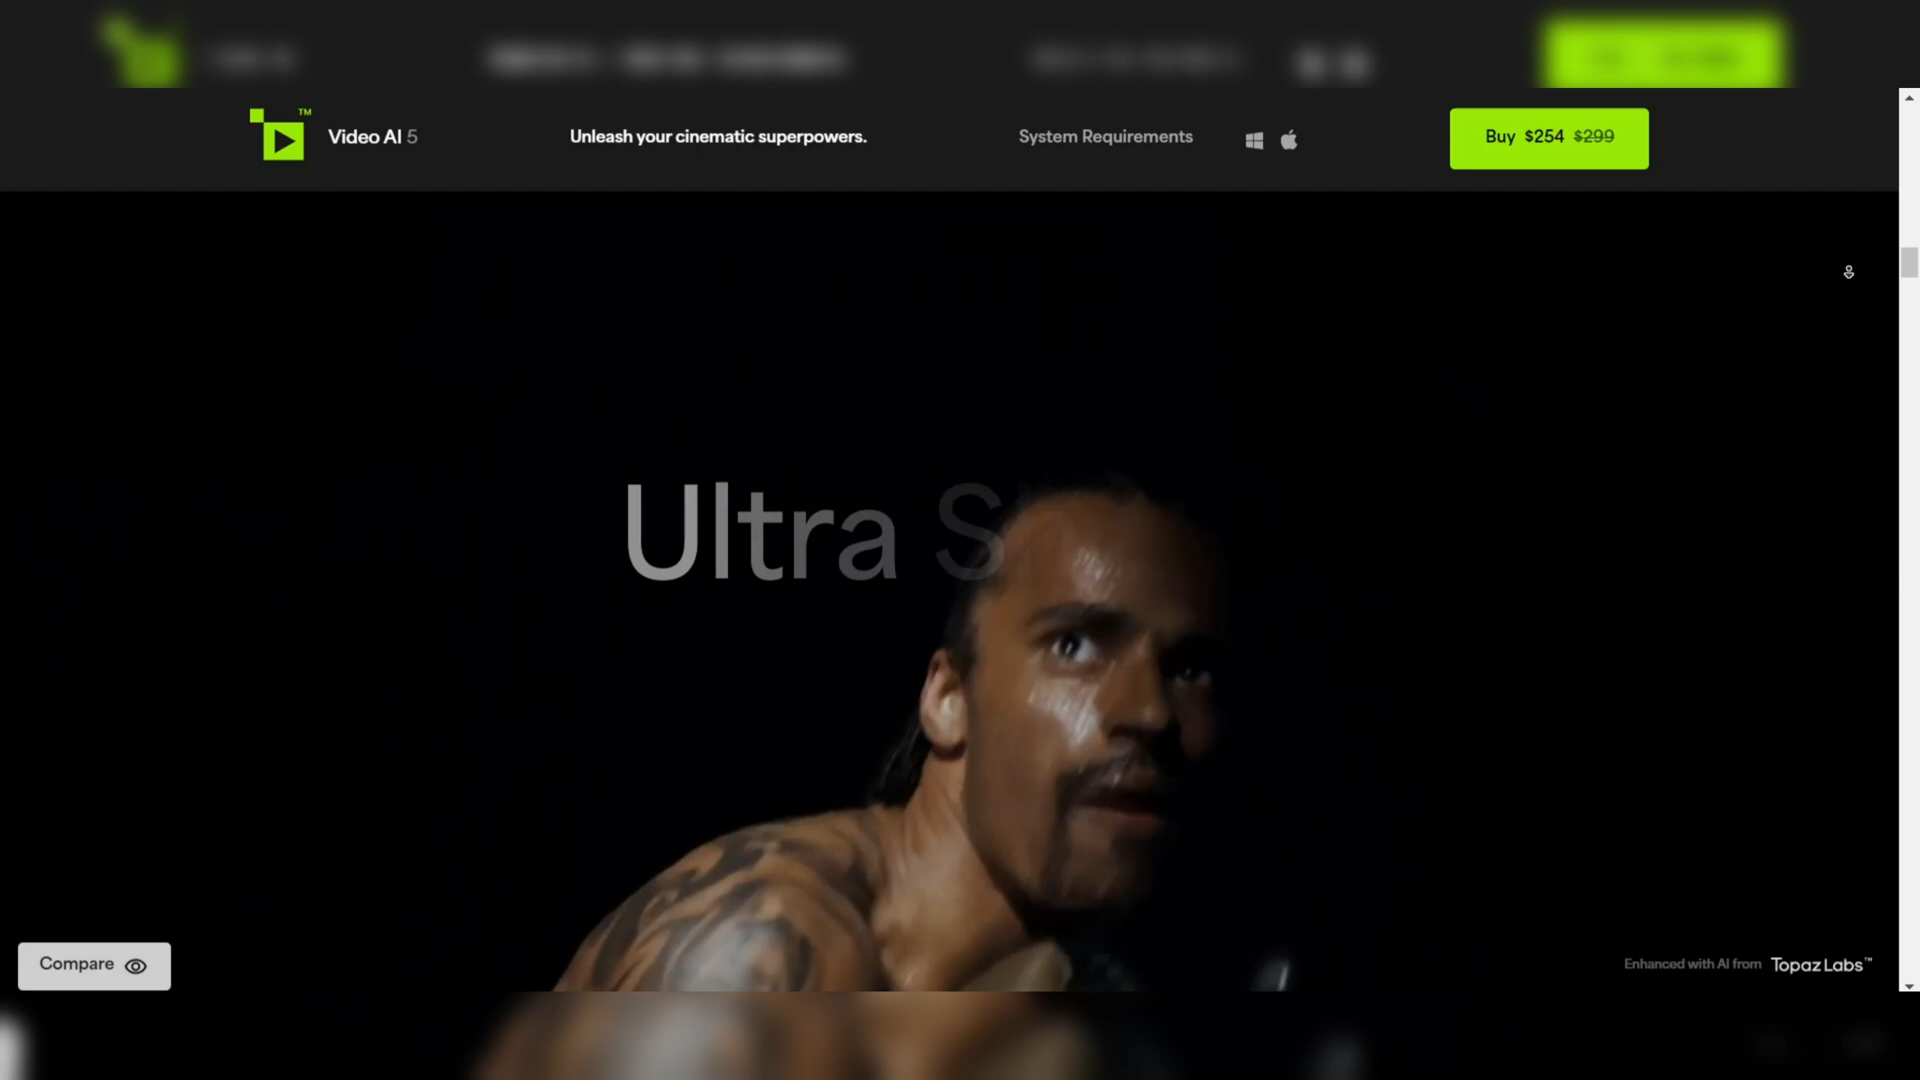 Video AI 5
™
Unleash your cinematic superpowers.
System Requirements
Buy $254 $299
Ultra
Compare
Enhanced with AI from Topaz Labs™